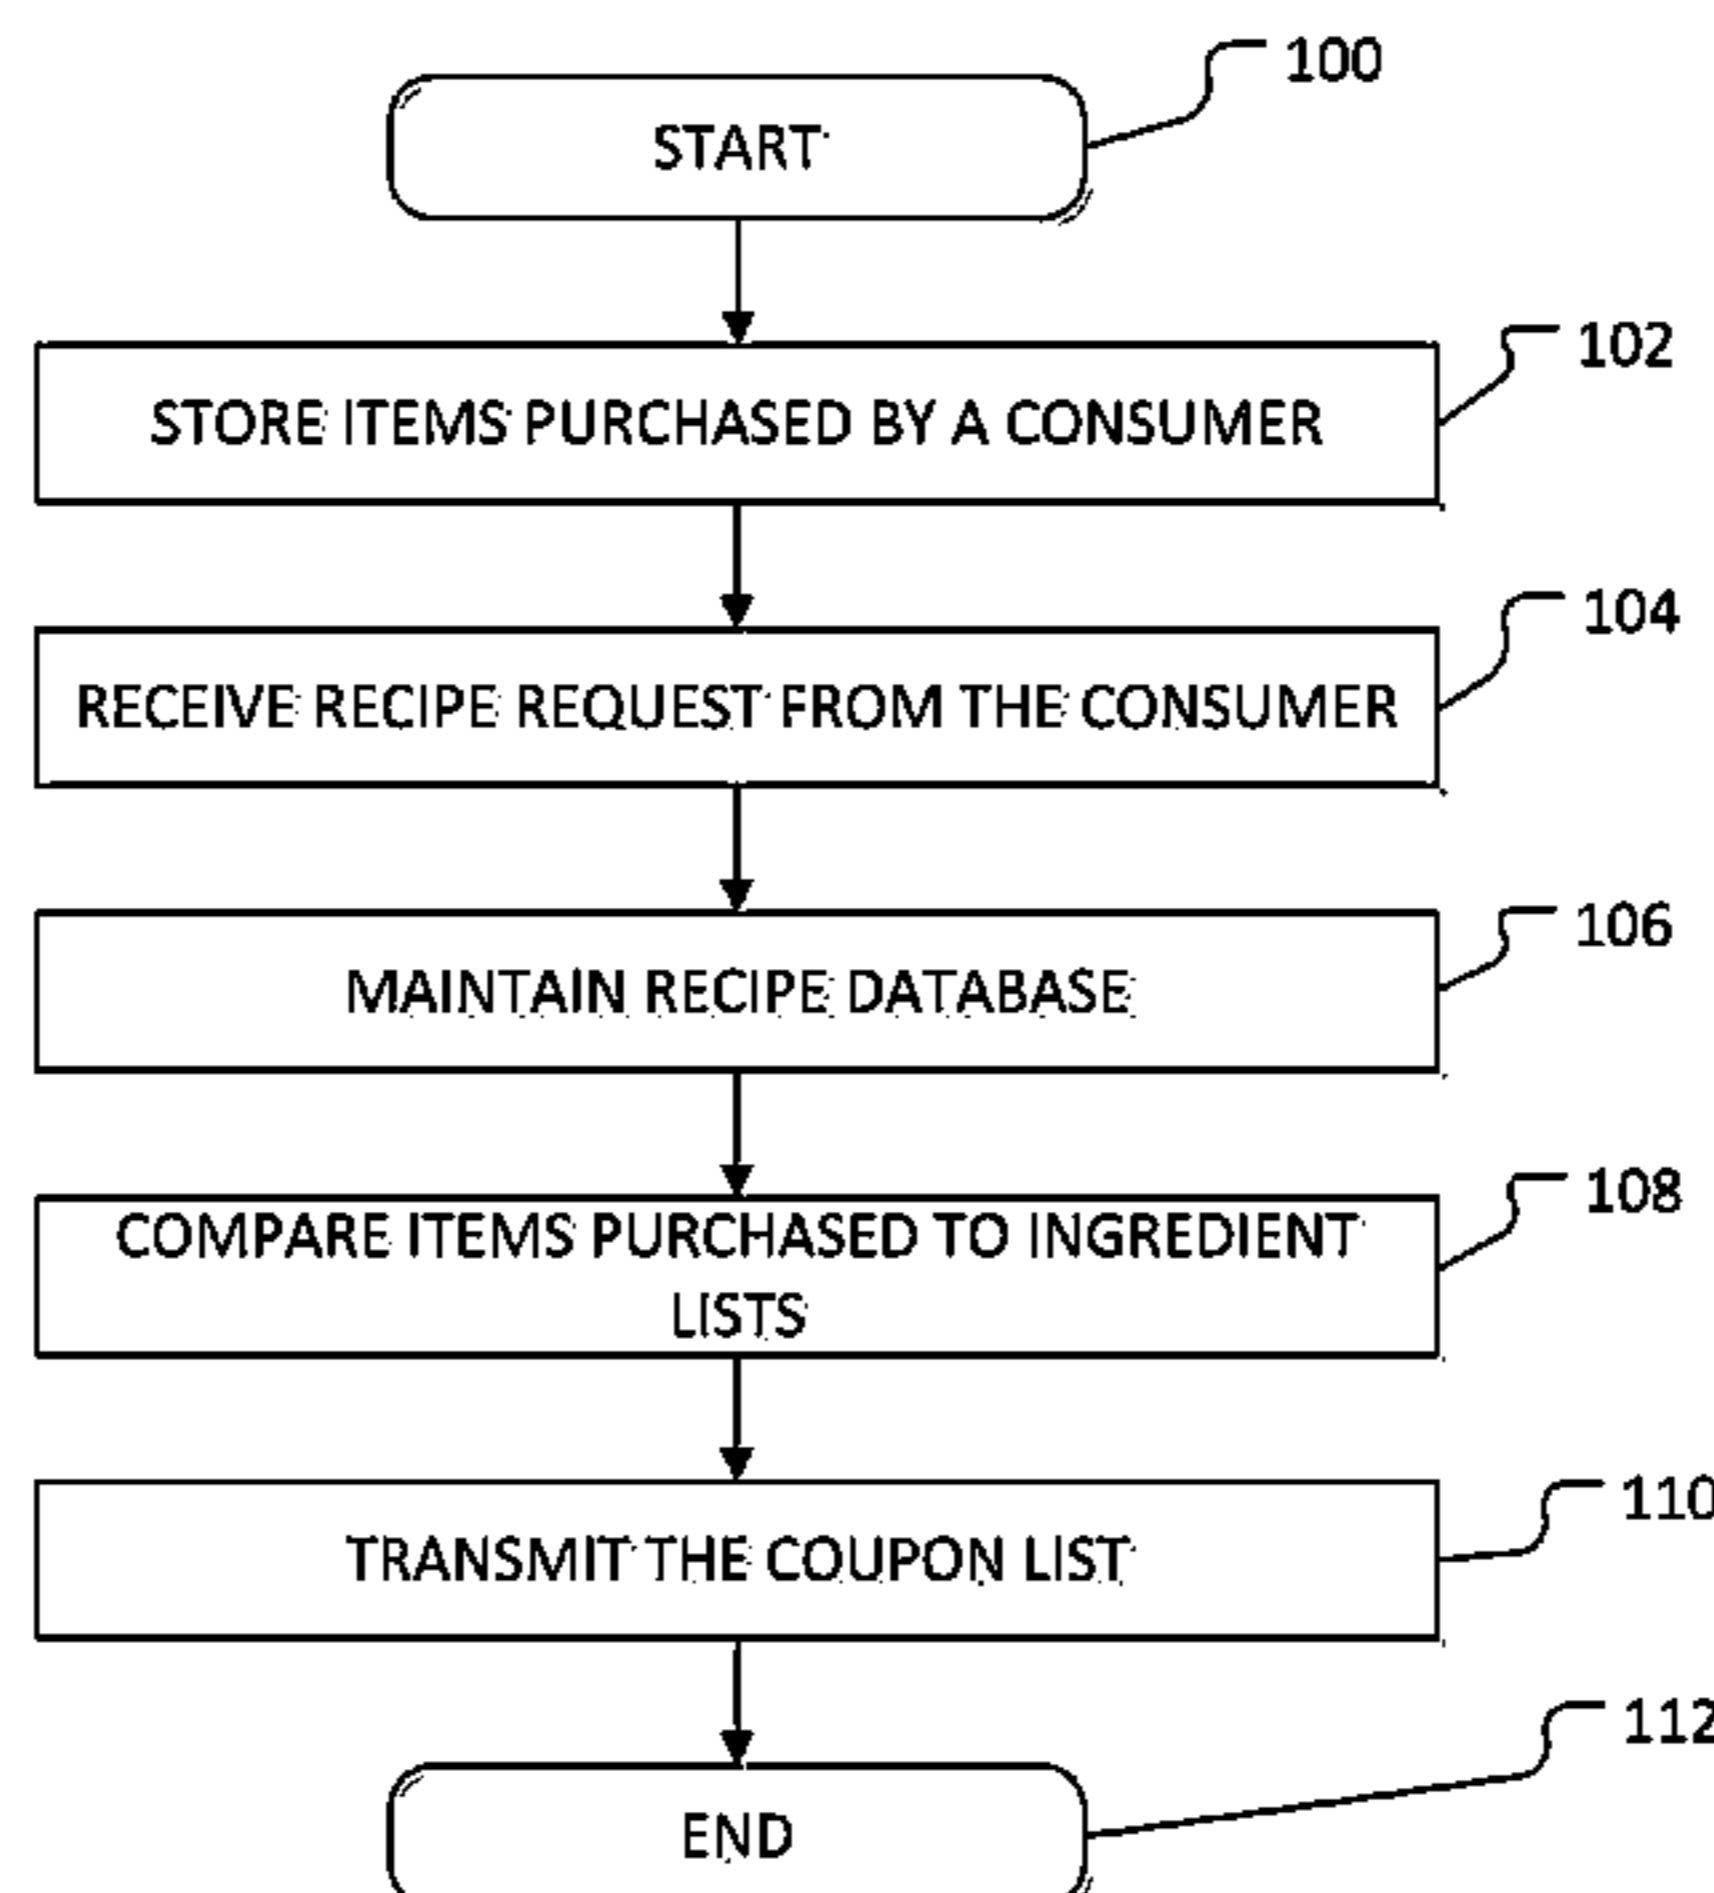 100
START
102
STORE ITEMS PURCHASED BY A CONSUMER
104
RECEIVE RECIPE REQUEST FROM THE CONSUMER
106
MAINTAIN RECIPE DATABASE
108
COMPARE ITEMS PURCHASED TO INGREDIENT
LISTS
110
TRANSMIT THE COUPON LIST
112
END